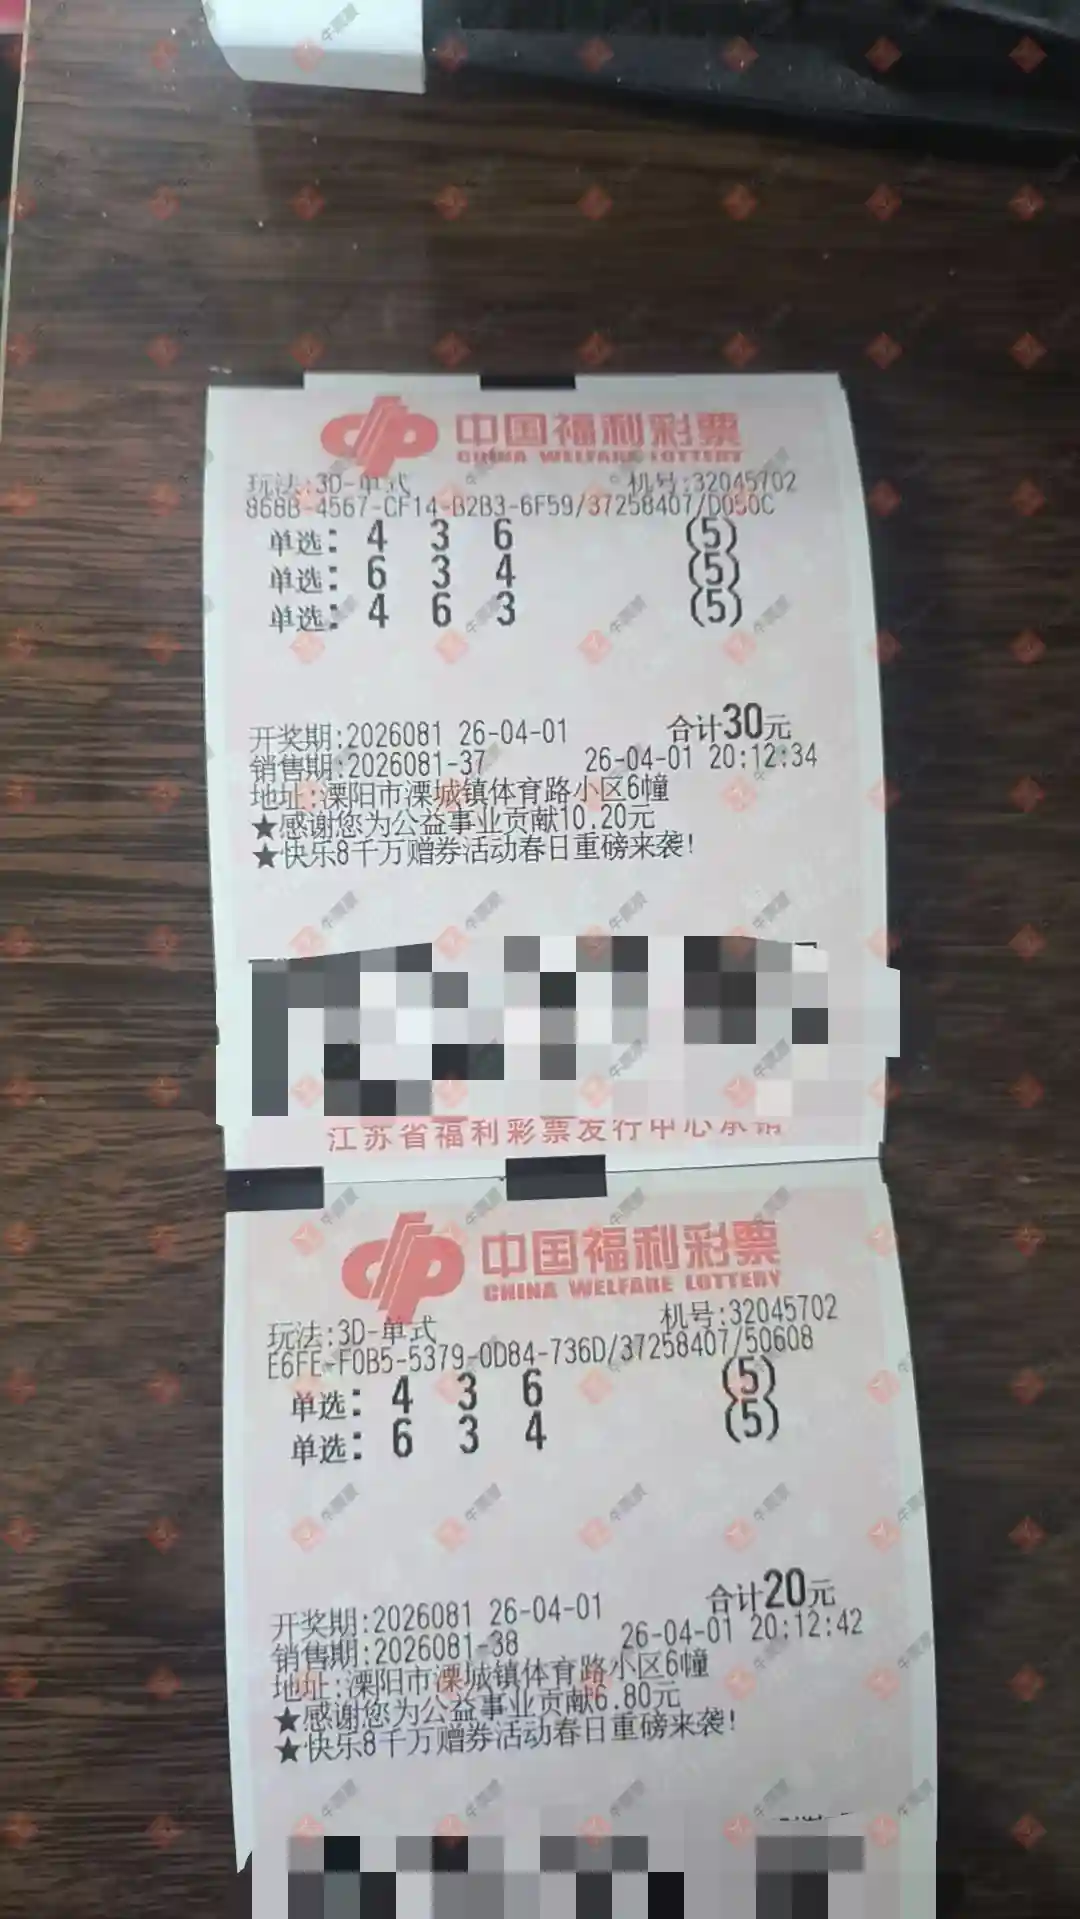 中国福利彩票
CHINA WELFARE LOTTERY
玩法:3D-单式 机号:32045702
868B-4567-CF14-B2B3-6F59/37258407/D050C
单选: 4 3 6 (5)
单选: 6 3 4 (5)
单选: 4 6 3 (5)
合计30元
开奖期:2026081 26-04-01
销售期:2026081-37 26-04-01 20:12:34
地址:溧阳市溧城镇体育路小区6幢
★感谢您为公益事业贡献10.20元
★快乐8千万赠券活动春日重磅来袭!
江苏省福利彩票发行中心承销
中国福利彩票
CHINA WELFARE LOTTERY
玩法:3D-单式 机号:32045702
E6FE-F0B5-5379-0D84-736D/37258407/50608
单选: 4 3 6 (5)
单选: 6 3 4 (5)
合计20元
开奖期:2026081 26-04-01
销售期:2026081-38 26-04-01 20:12:42
地址:溧阳市溧城镇体育路小区6幢
★感谢您为公益事业贡献6.80元
★快乐8千万赠券活动春日重磅来袭!